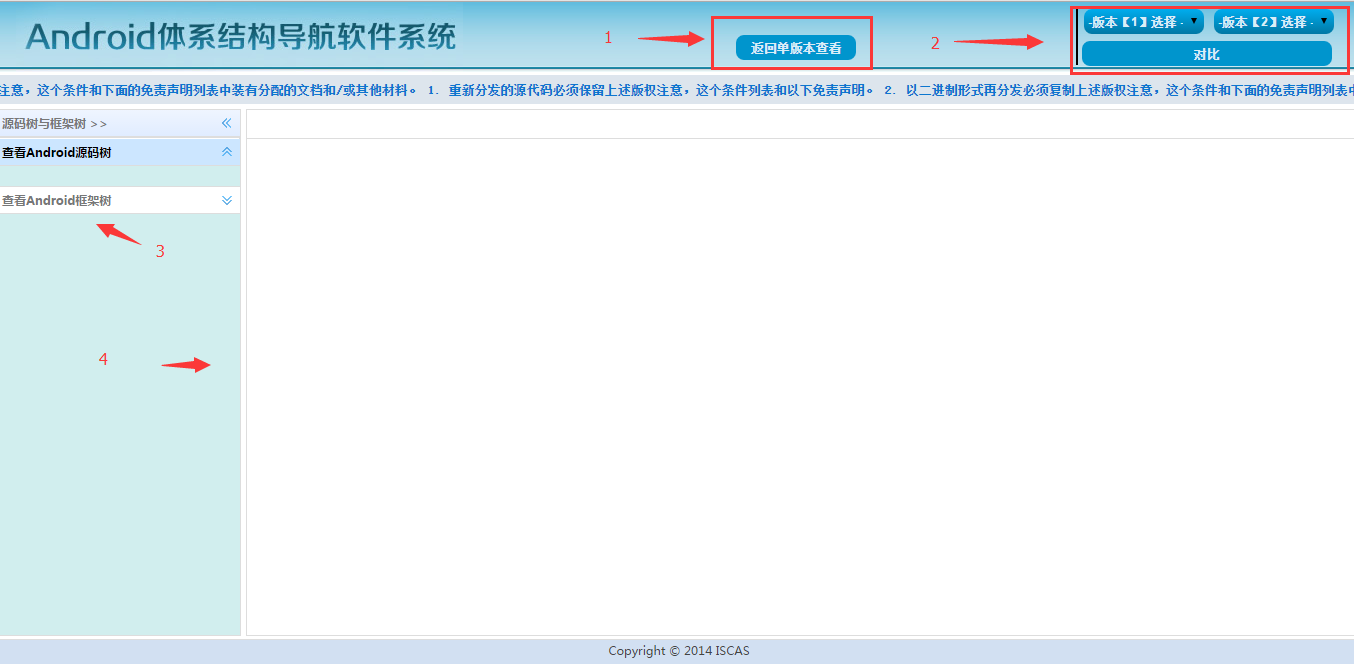 Android体系结构导航软件系统
1
返回单版本查看
2
-版本【1】选择 -
-版本【2】选择 -
对比
注意，这个条件和下面的免责声明列表中装有分配的文档和/或其他材料。 1. 重新分发的源代码必须保留上述版权注意，这个条件列表和以下免责声明。 2. 以二进制形式再分发必须复制上述版权注意，这个条件和下面的免责声明列表中
源码树与框架树 >>
查看Android源码树
查看Android框架树
3
4
Copyright © 2014 ISCAS